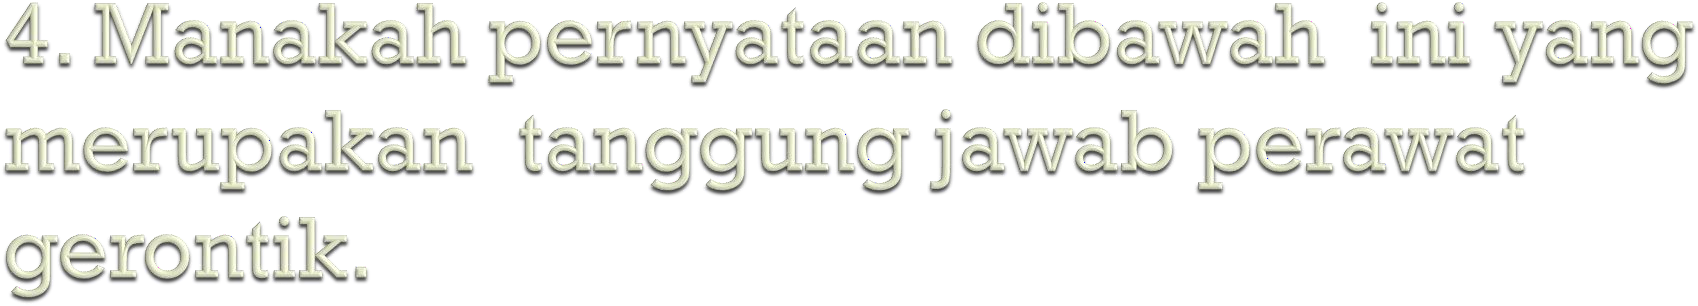 4. Manakah pernyataan dibawah  ini yang
merupakan  tanggung jawab perawat
gerontik.